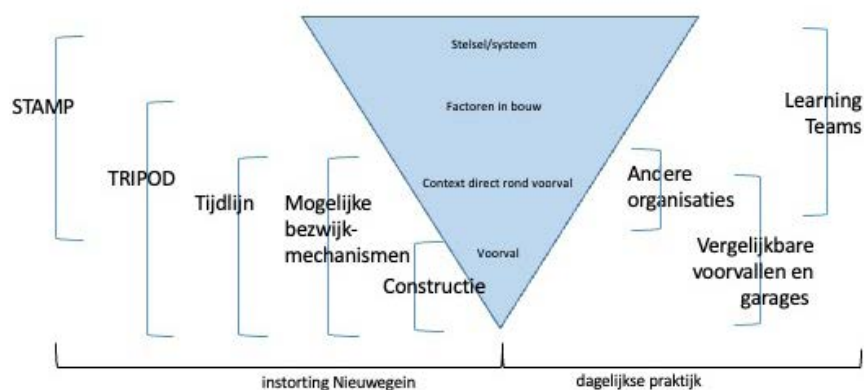 Stelsel/systeem
STAMP
Factoren in bouw
Learning
Teams
TRIPOD
Tijdlijn
Mogelijke
bezwijk-
mechanismen
Context direct rond voorval
Andere
organisaties
Constructie
Voorval
Vergelijkbare
voorvallen en
garages
instorting Nieuwegein
dagelijkse praktijk